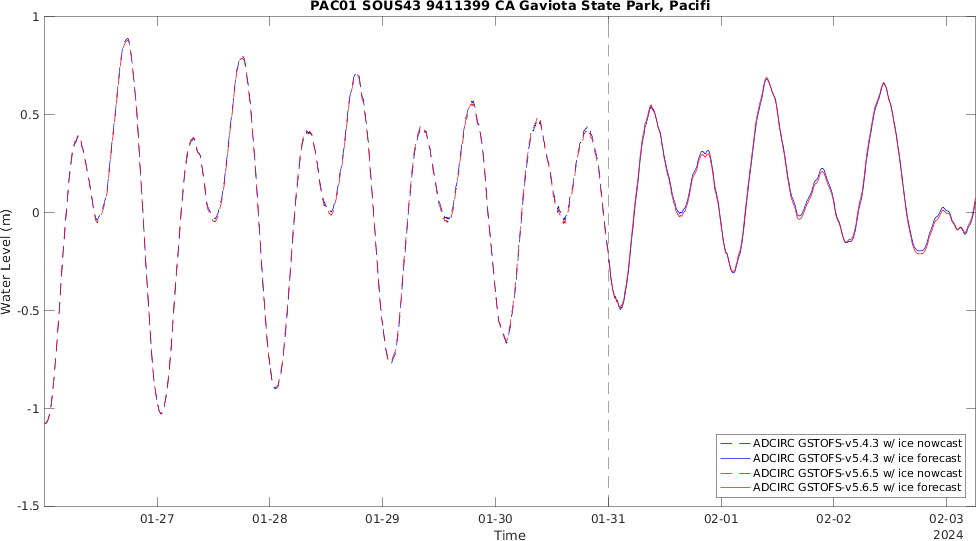 PAC01 SOUS43 9411399 CA Gaviota State Park, Pacifi
1
0.5
0
-0.5
-1
-1.5
Water Level (m)
01-27
01-28
01-29
01-30
01-31
02-01
02-02
02-03
Time
2024
ADCIRC GSTOFS-v5.4.3 w/ ice nowcast
ADCIRC GSTOFS-v5.4.3 w/ ice forecast
ADCIRC GSTOFS-v5.6.5 w/ ice nowcast
ADCIRC GSTOFS-v5.6.5 w/ ice forecast